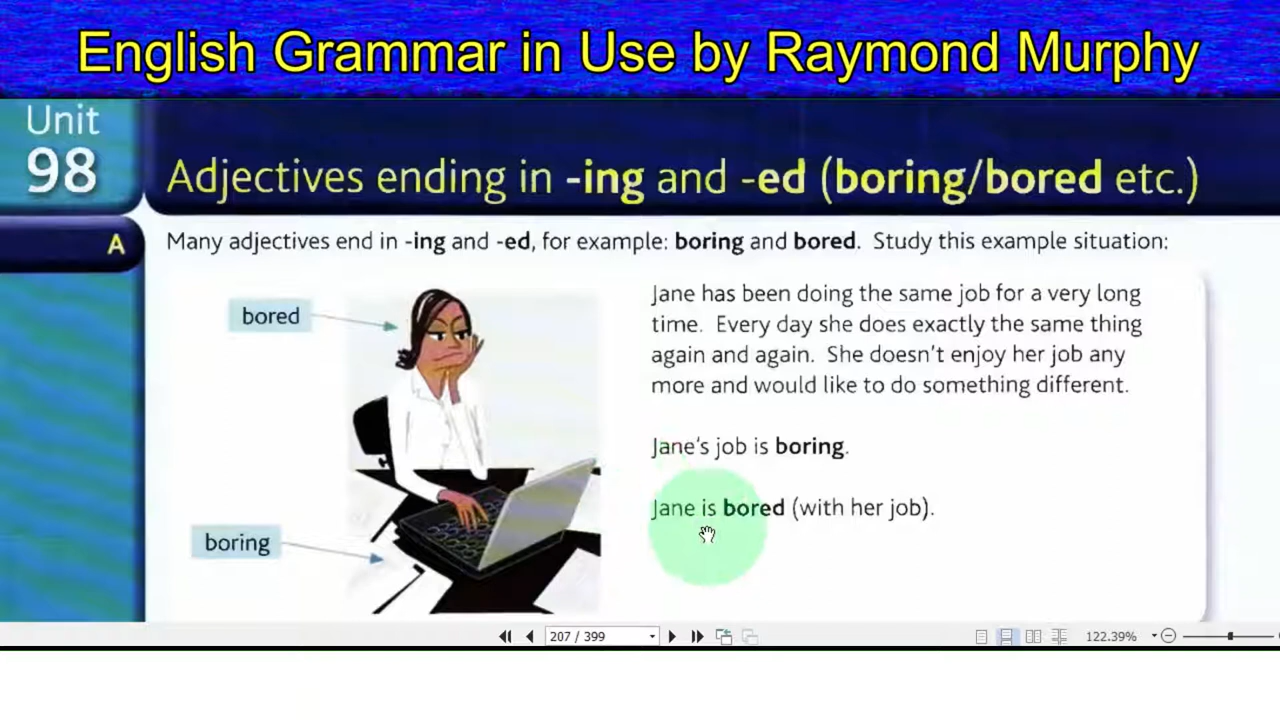 English Grammar in Use by Raymond Murphy
Unit
98
Adjectives ending in -ing and -ed (boring/bored etc.)
A
Many adjectives end in -ing and -ed, for example: boring and bored. Study this example situation:
bored
boring
Jane has been doing the same job for a very long
time. Every day she does exactly the same thing
again and again. She doesn't enjoy her job any
more and would like to do something different.
Jane's job is boring.
Jane is bored (with her job).
207 / 399
122.39%